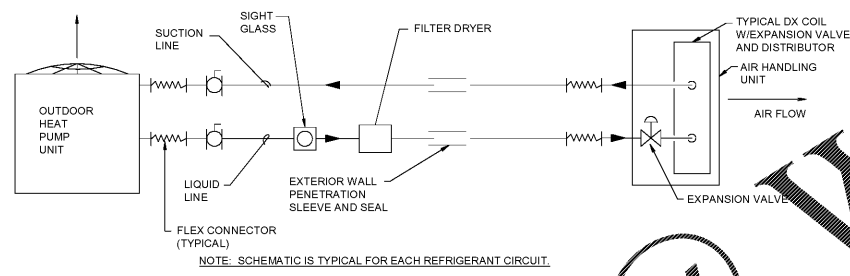 SIGHT
GLASS
SUCTION
LINE
FILTER DRYER
TYPICAL DX COIL
W/EXPANSION VALVE
AND DISTRIBUTOR
AIR HANDLING
UNIT
AIR FLOW
OUTDOOR
HEAT
PUMP
UNIT
LIQUID
LINE
EXTERIOR WALL
PENETRATION
SLEEVE AND SEAL
EXPANSION VALVE
FLEX CONNECTOR
(TYPICAL)
NOTE: SCHEMATIC IS TYPICAL FOR EACH REFRIGERANT CIRCUIT.